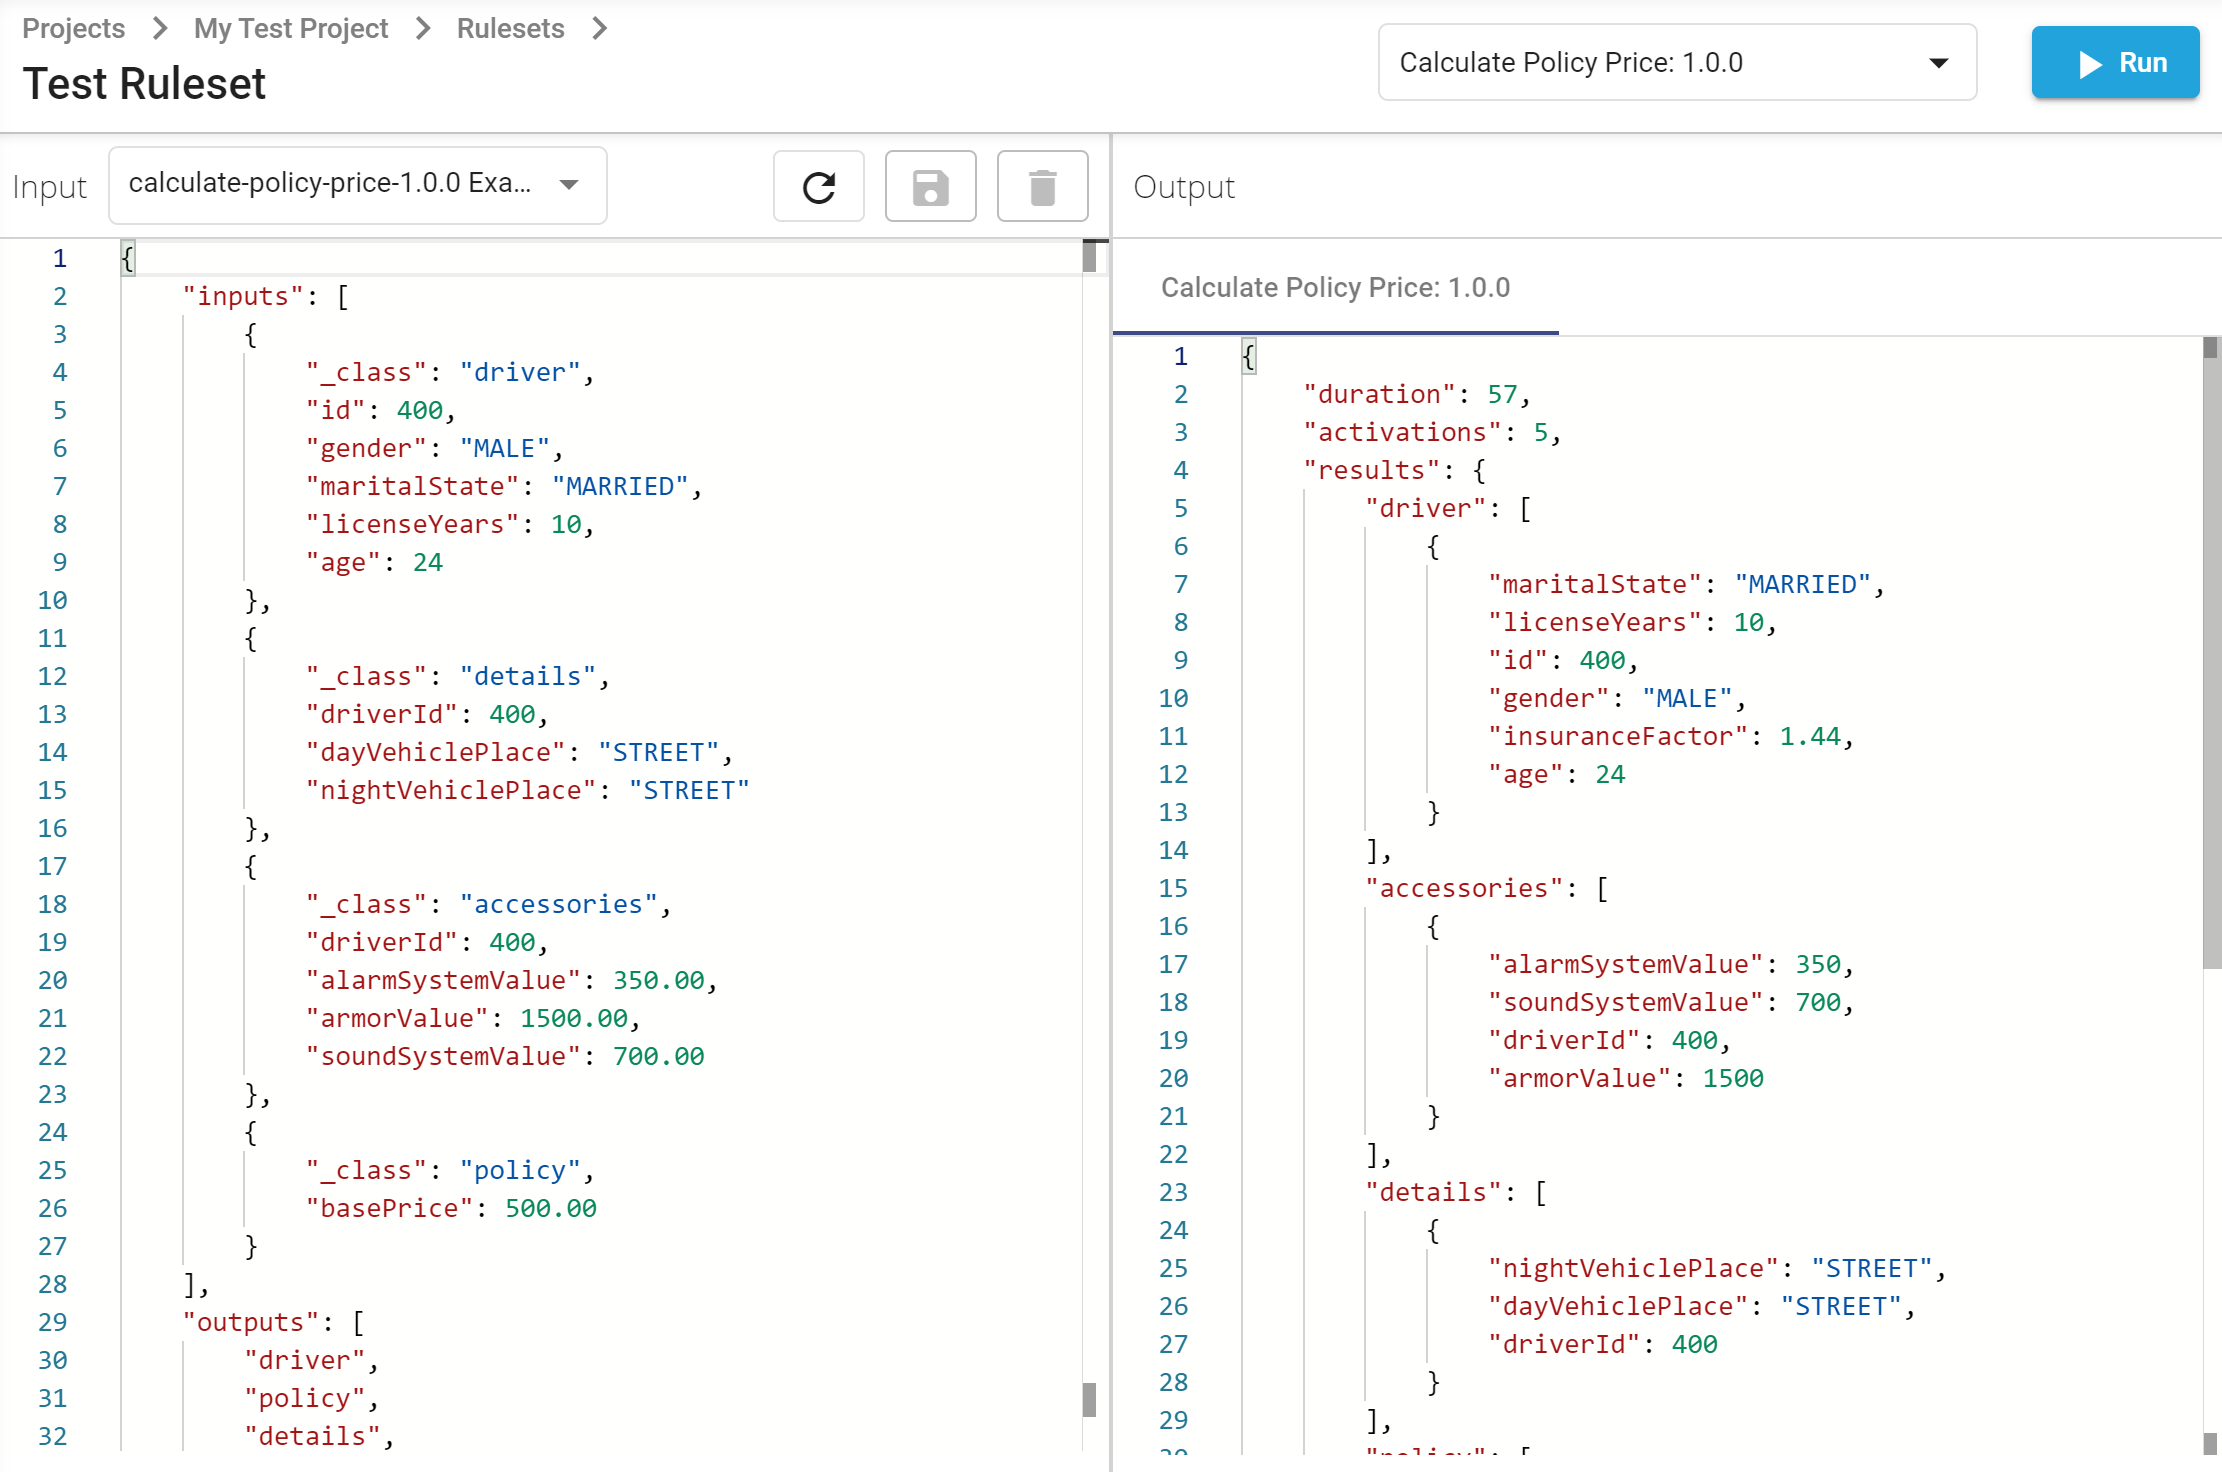 Projects > My Test Project > Rulesets >
Test Ruleset
Calculate Policy Price: 1.0.0
Run
Input
calculate-policy-price-1.0.0 Exa...
1 {
2 "inputs": [
3 {
4 "_class": "driver",
5 "id": 400,
6 "gender": "MALE",
7 "maritalState": "MARRIED",
8 "licenseYears": 10,
9 "age": 24
10 },
11 {
12 "_class": "details",
13 "driverId": 400,
14 "dayVehiclePlace": "STREET",
15 "nightVehiclePlace": "STREET"
16 },
17 {
18 "_class": "accessories",
19 "driverId": 400,
20 "alarmSystemValue": 350.00,
21 "armorValue": 1500.00,
22 "soundSystemValue": 700.00
23 },
24 {
25 "_class": "policy",
26 "basePrice": 500.00
27 }
28 ],
29 "outputs": [
30 "driver",
31 "policy",
32 "details",
Output
Calculate Policy Price: 1.0.0
1 {
2 "duration": 57,
3 "activations": 5,
4 "results": {
5 "driver": [
6 {
7 "maritalState": "MARRIED",
8 "licenseYears": 10,
9 "id": 400,
10 "gender": "MALE",
11 "insuranceFactor": 1.44,
12 "age": 24
13 }
14 ],
15 "accessories": [
16 {
17 "alarmSystemValue": 350,
18 "soundSystemValue": 700,
19 "driverId": 400,
20 "armorValue": 1500
21 }
22 ],
23 "details": [
24 {
25 "nightVehiclePlace": "STREET",
26 "dayVehiclePlace": "STREET",
27 "driverId": 400
28 }
29 ],
30 "policy": [